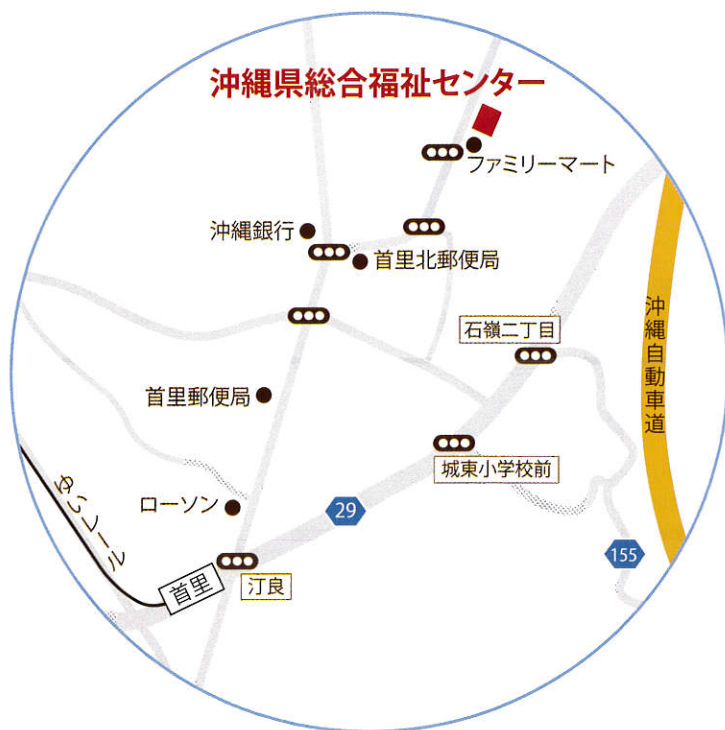 沖縄県総合福祉センター
ファミリーマート
沖縄銀行
首里北郵便局
石嶺二丁目
沖縄自動車道
首里郵便局
城東小学校前
ゆいレール
ローソン
29
155
首里
汀良